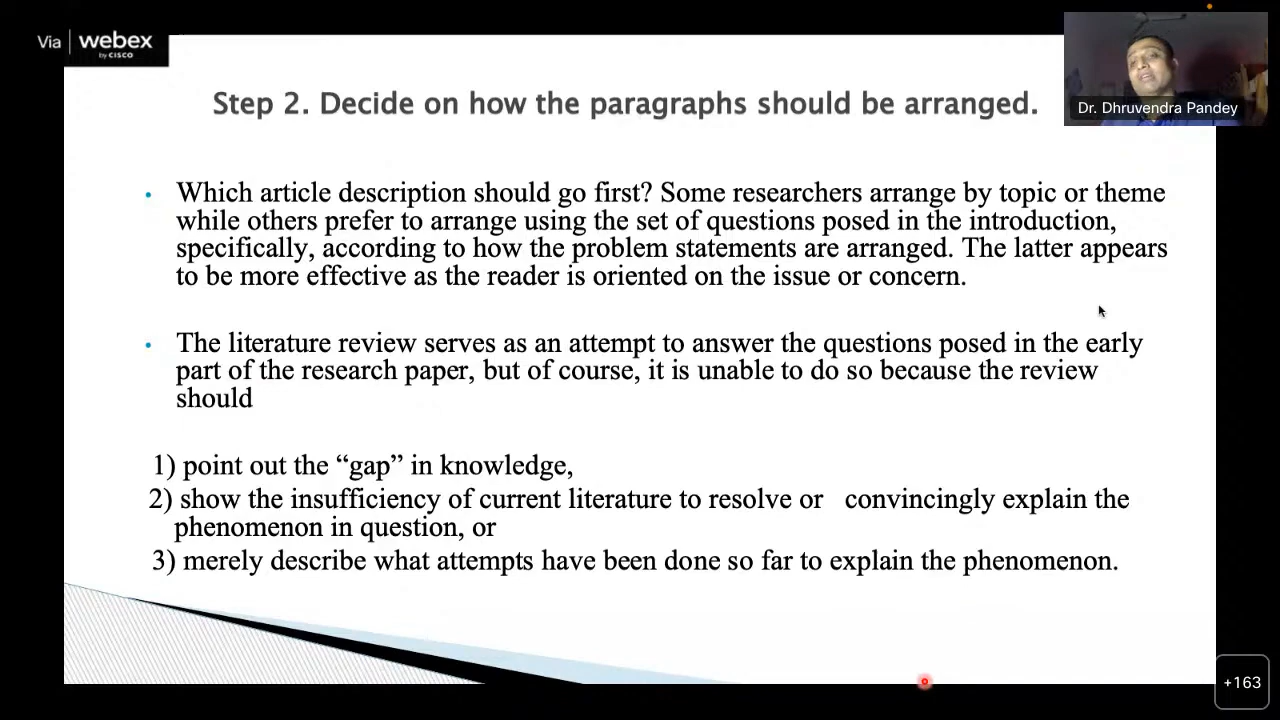 Via | webex
by CISCO
Step 2. Decide on how the paragraphs should be arranged.
Dr. Dhruvendra Pandey
• Which article description should go first? Some researchers arrange by topic or theme
while others prefer to arrange using the set of questions posed in the introduction,
specifically, according to how the problem statements are arranged. The latter appears
to be more effective as the reader is oriented on the issue or concern.
• The literature review serves as an attempt to answer the questions posed in the early
part of the research paper, but of course, it is unable to do so because the review
should
1) point out the “gap” in knowledge,
2) show the insufficiency of current literature to resolve or convincingly explain the
phenomenon in question, or
3) merely describe what attempts have been done so far to explain the phenomenon.
+163